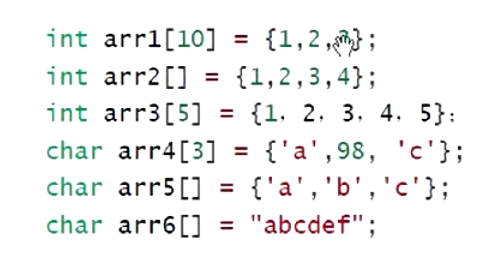 int arr1[10] = {1,2,3};
int arr2[] = {1,2,3,4};
int arr3[5] = {1, 2, 3, 4, 5};
char arr4[3] = {'a',98, 'c'};
char arr5[] = {'a','b','c'};
char arr6[] = "abcdef";